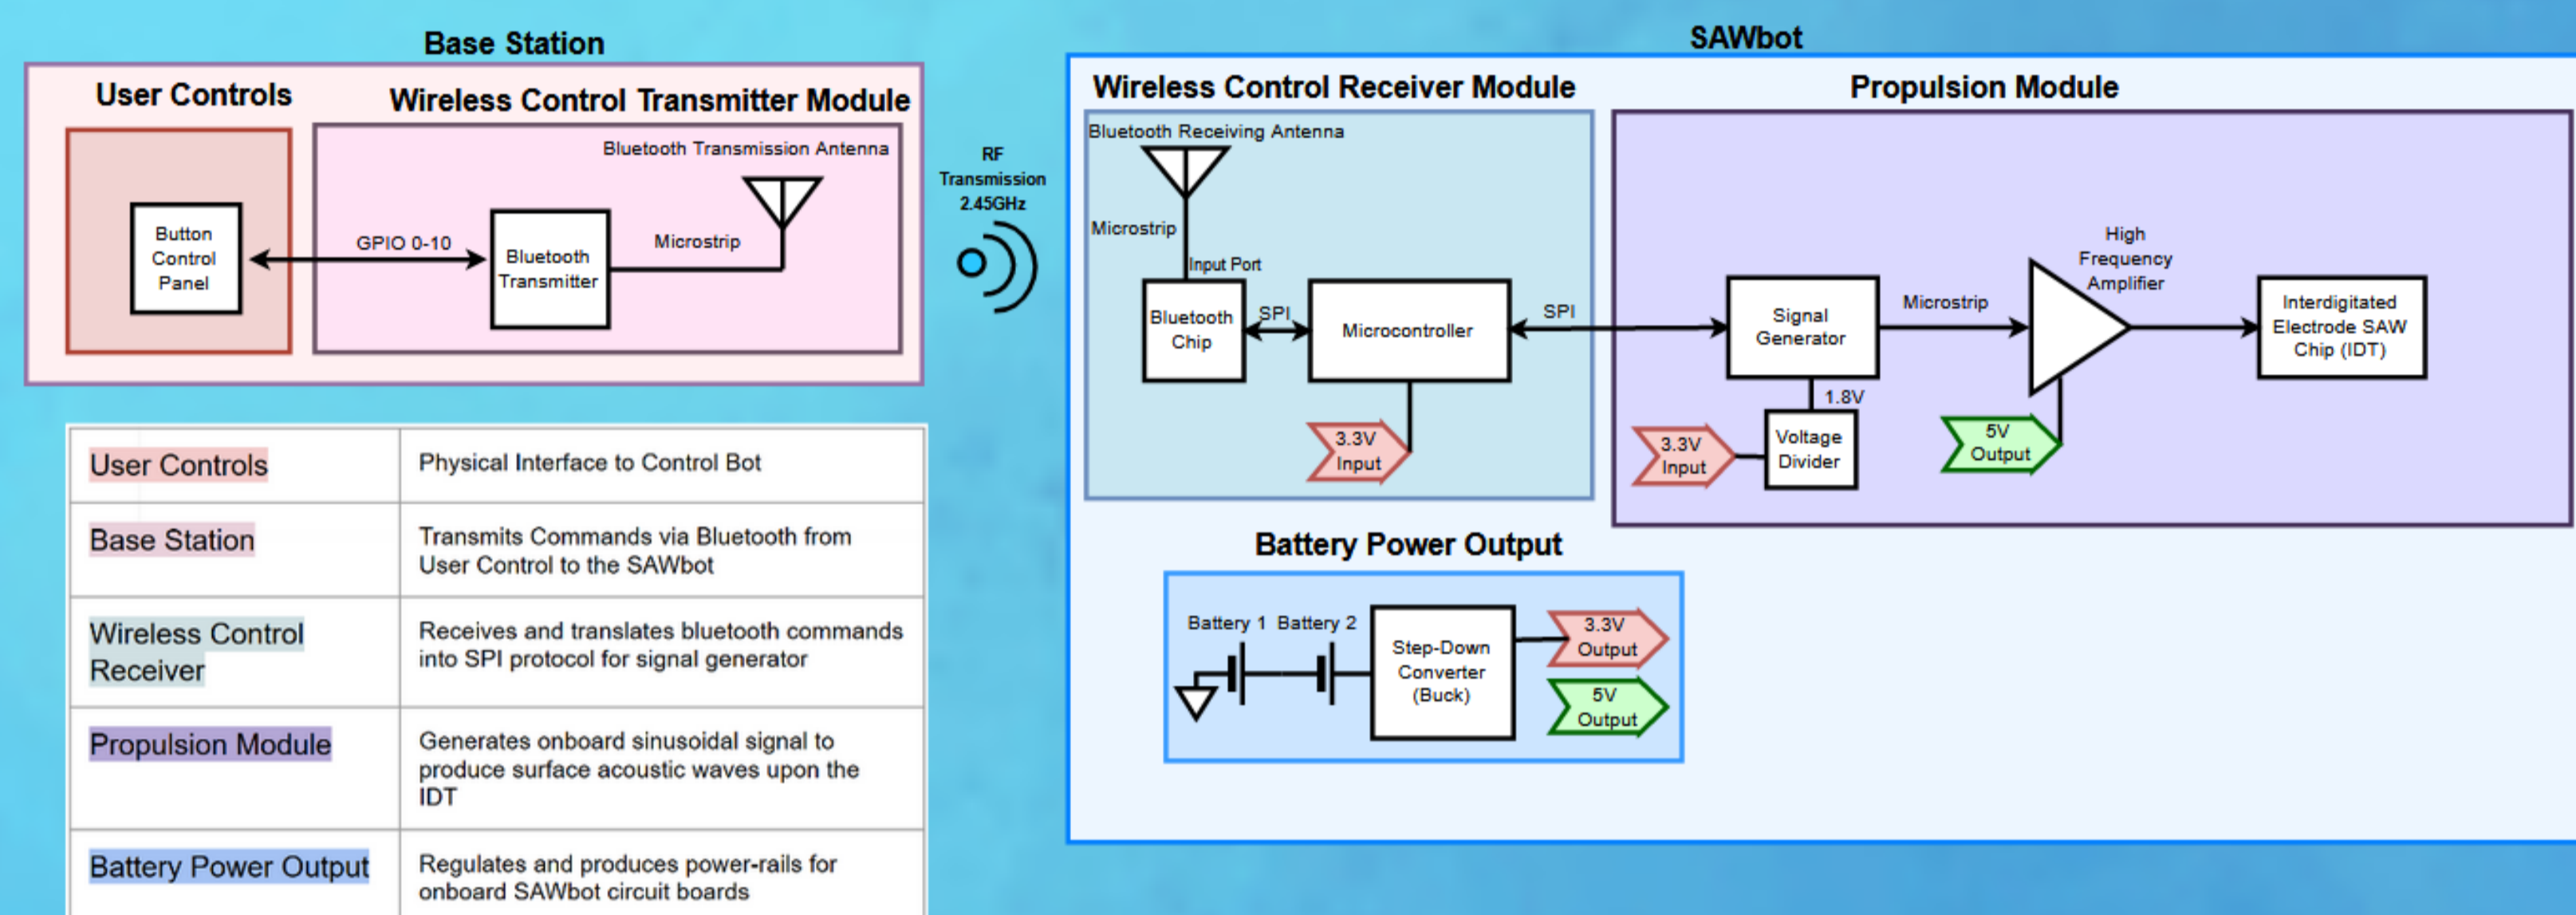 Base Station
User Controls
Wireless Control Transmitter Module
Bluetooth Transmission Antenna
Button
Control
Panel
GPIO 0-10
Bluetooth
Transmitter
Microstrip
RF
Transmission
2.45GHz
SAWbot
Wireless Control Receiver Module
Bluetooth Receiving Antenna
Microstrip
Input Port
Bluetooth
Chip
SPI
Microcontroller
3.3V
Input
SPI
Propulsion Module
Signal
Generator
Microstrip
High
Frequency
Amplifier
Interdigitated
Electrode SAW
Chip (IDT)
1.8V
3.3V
Input
Voltage
Divider
5V
Output
Battery Power Output
Battery 1
Battery 2
Step-Down
Converter
(Buck)
3.3V
Output
5V
Output
User Controls
Physical Interface to Control Bot
Base Station
Transmits Commands via Bluetooth from
User Control to the SAWbot
Wireless Control
Receiver
Receives and translates bluetooth commands
into SPI protocol for signal generator
Propulsion Module
Generates onboard sinusoidal signal to
produce surface acoustic waves upon the
IDT
Battery Power Output
Regulates and produces power-rails for
onboard SAWbot circuit boards